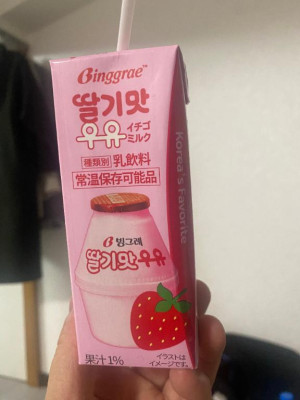 Binggrae™
딸기맛
우유 イチゴ
ミルク
種類別 乳飲料
常温保存可能品
Korea's Favorite
빙그레
딸기맛우유
果汁1%
イラストは
イメージです。